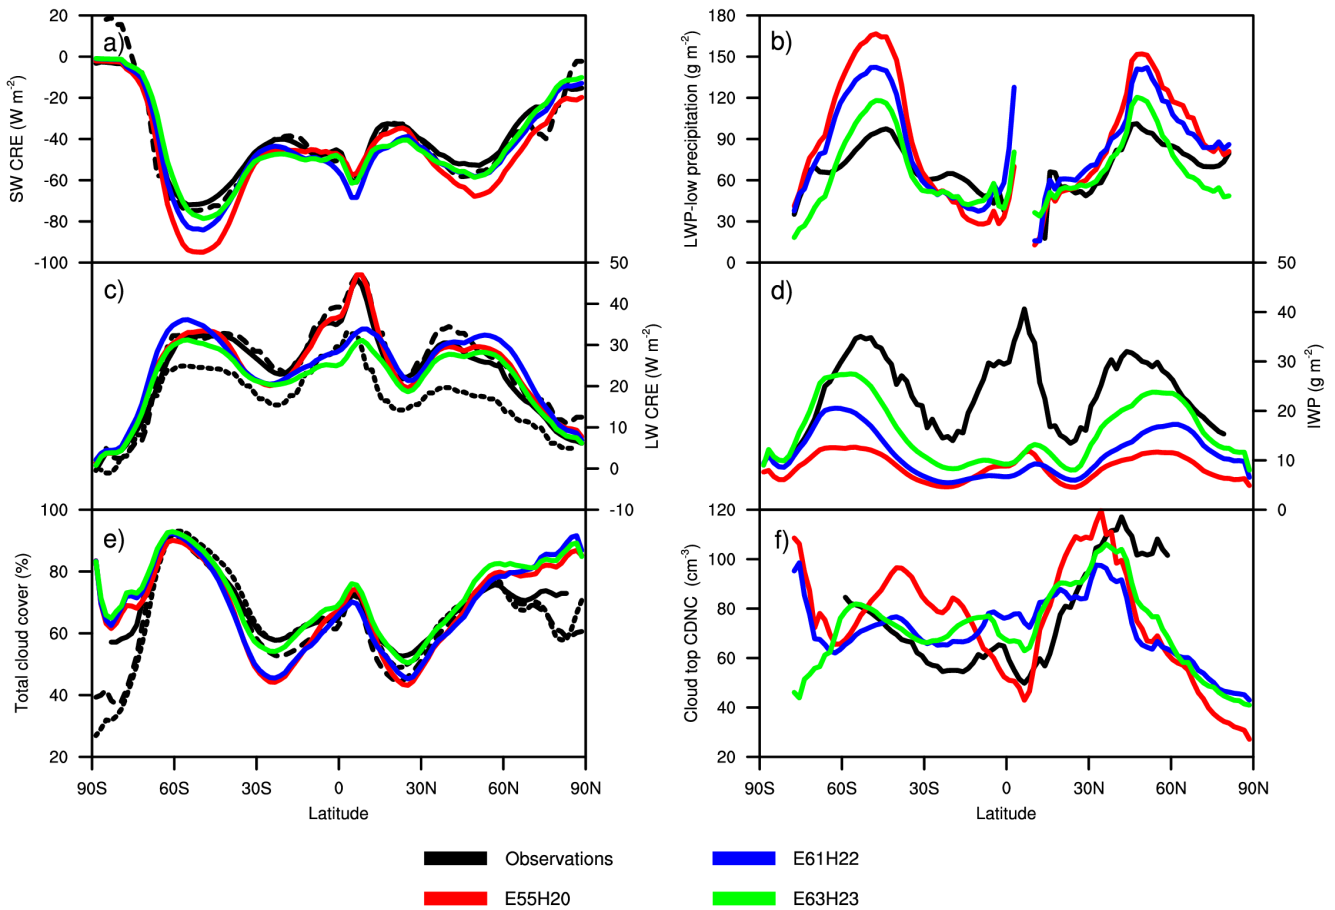 a)
SW CRE (W m-2)
20
0
-20
-40
-60
-80
-100
b)
LWP-low precipitation (g m-2)
180
150
120
90
60
30
0
c)
LW CRE (W m-2)
50
40
30
20
10
0
-10
d)
IWP (g m-2)
50
40
30
20
10
0
e)
Total cloud cover (%)
100
80
60
40
20
90S 60S 30S 0 30N 60N 90N
Latitude
f)
Cloud top CDNC (cm-3)
120
100
80
60
40
20
90S 60S 30S 0 30N 60N 90N
Latitude
Observations
E61H22
E55H20
E63H23